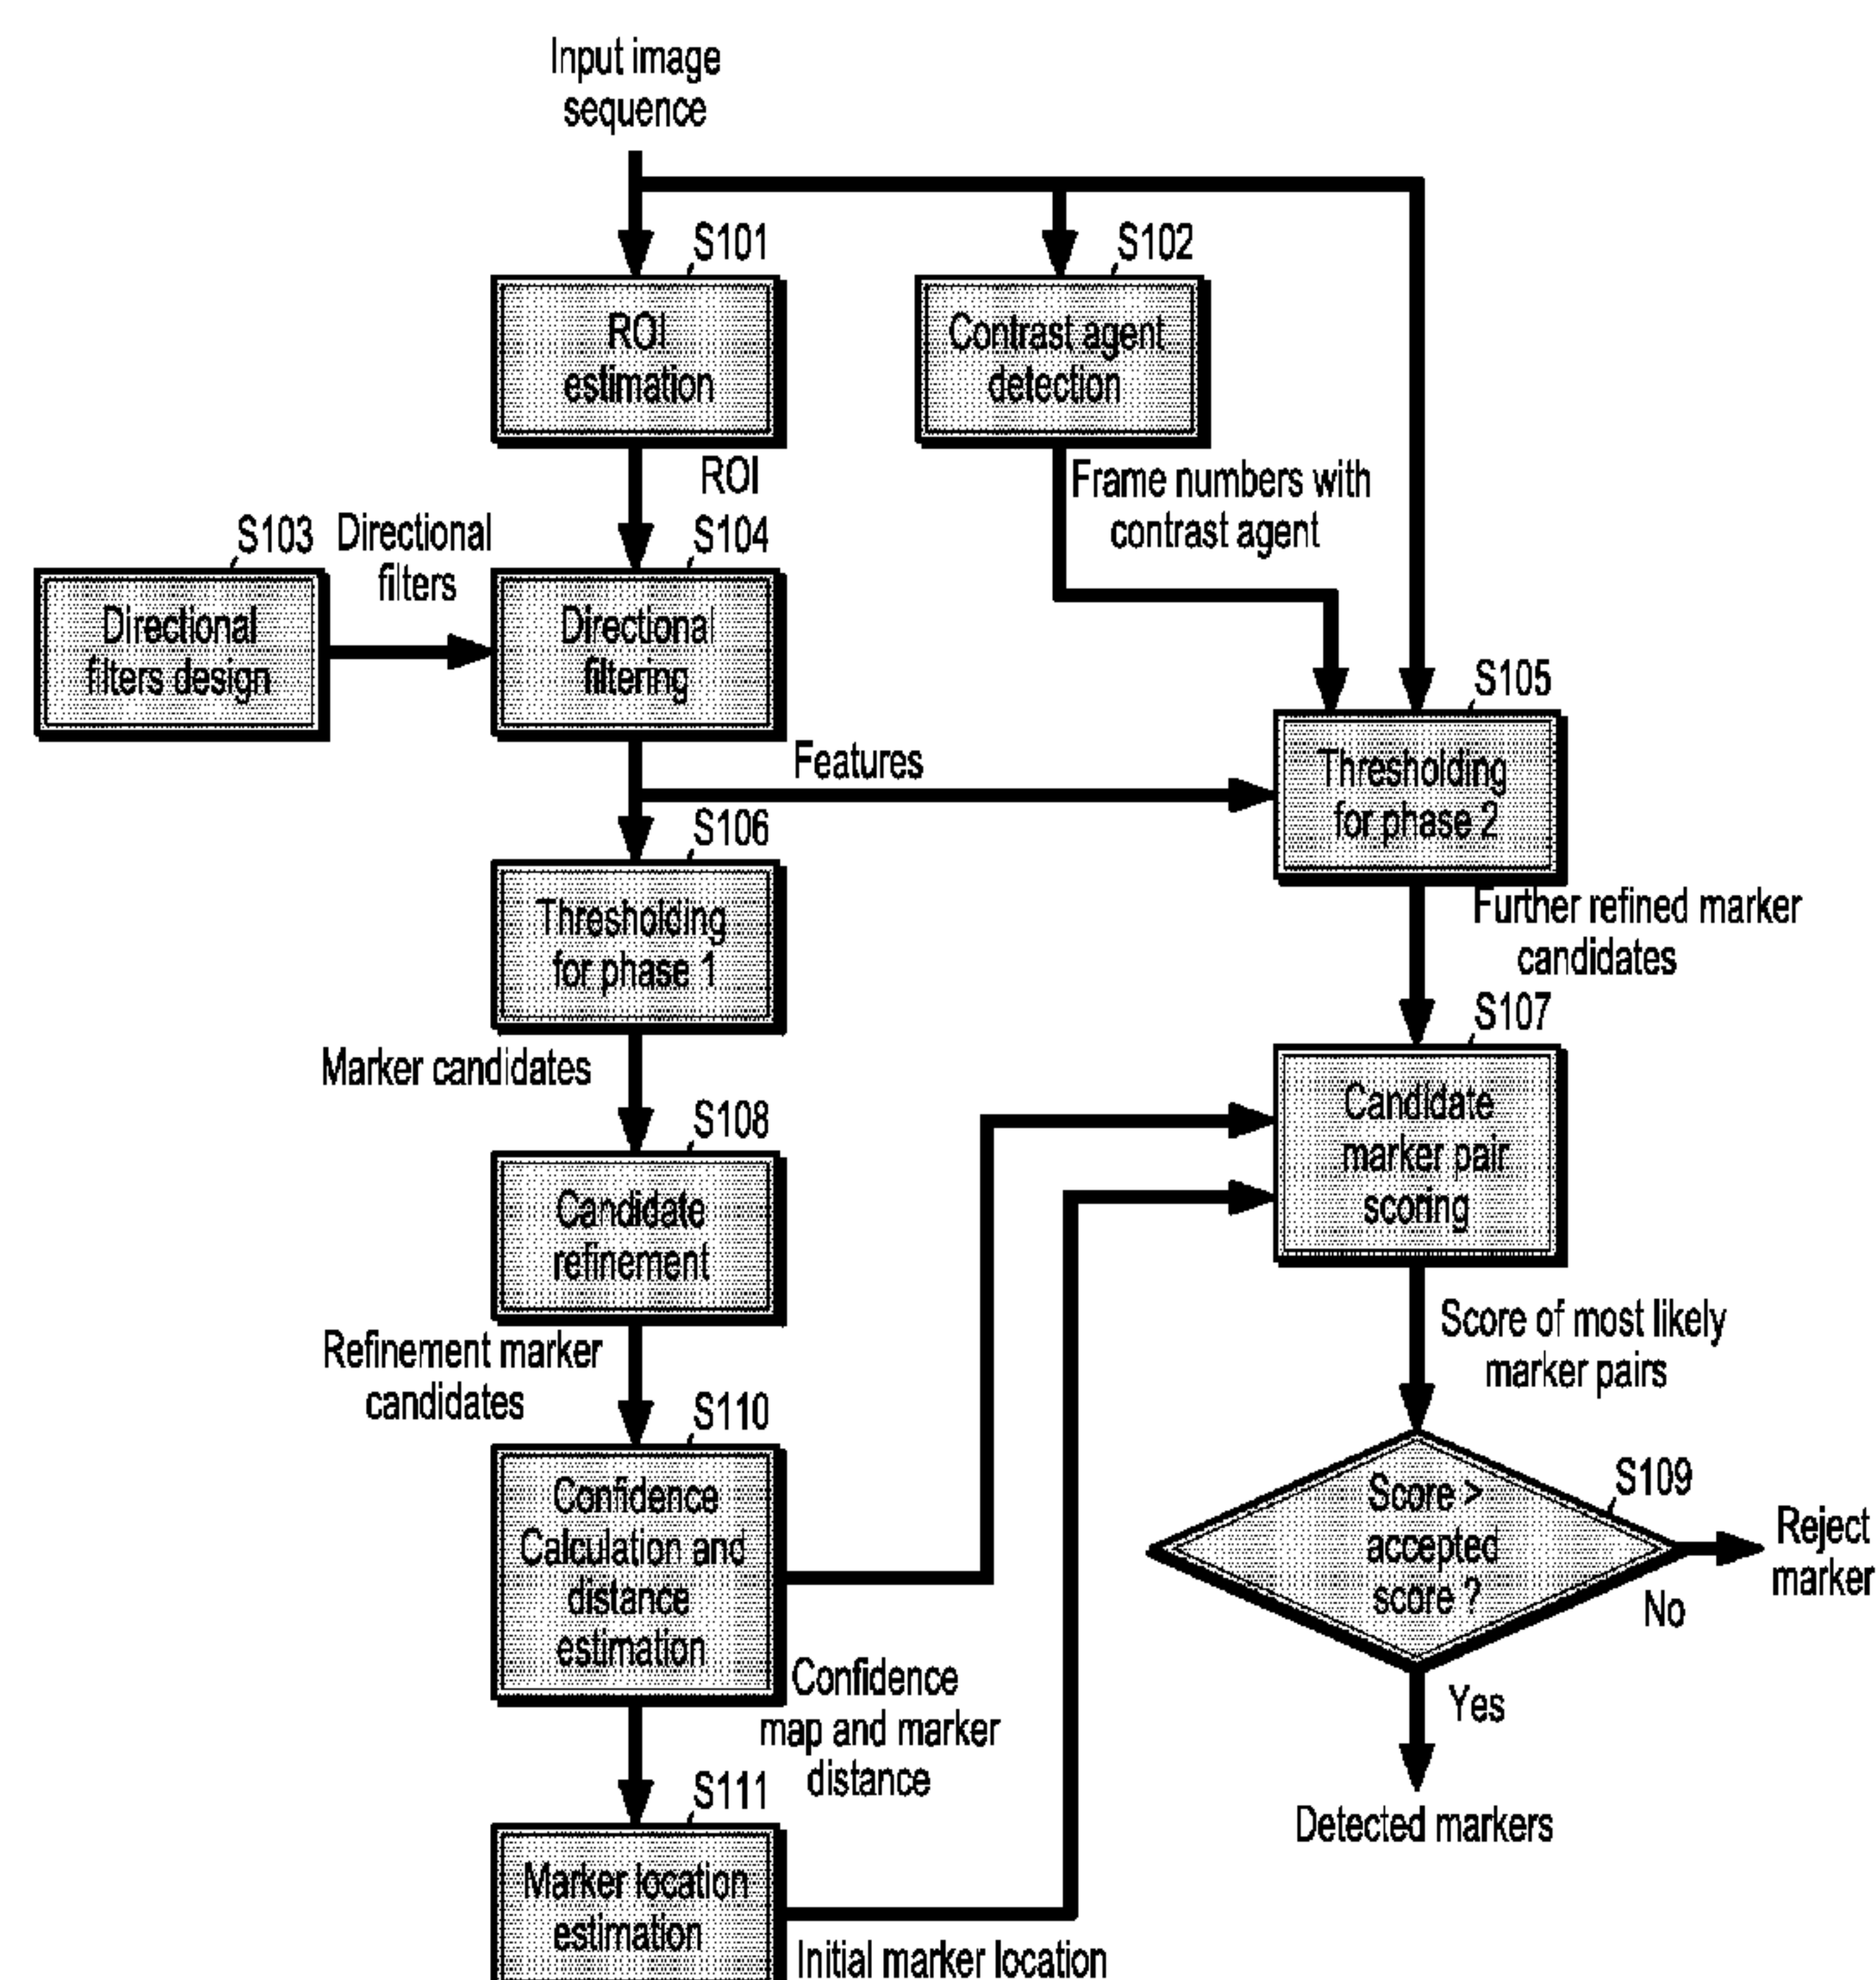 Input image
sequence
S101
S102
ROI
estimation
Contrast agent
detection
ROI
Frame numbers with
contrast agent
S103
Directional
filters
S104
Directional
filters design
Directional
filtering
S105
Features
Thresholding
for phase 2
S106
Thresholding
for phase 1
Further refined marker
candidates
S107
Marker candidates
S108
Candidate
marker pair
scoring
Candidate
refinement
Score of most likely
marker pairs
Refinement marker
candidates
S110
S109
Confidence
Calculation and
distance
estimation
Score >
accepted
score ?
Reject
marker
No
Confidence
map and marker
distance
Yes
S111
Detected markers
Marker location
estimation
Initial marker location